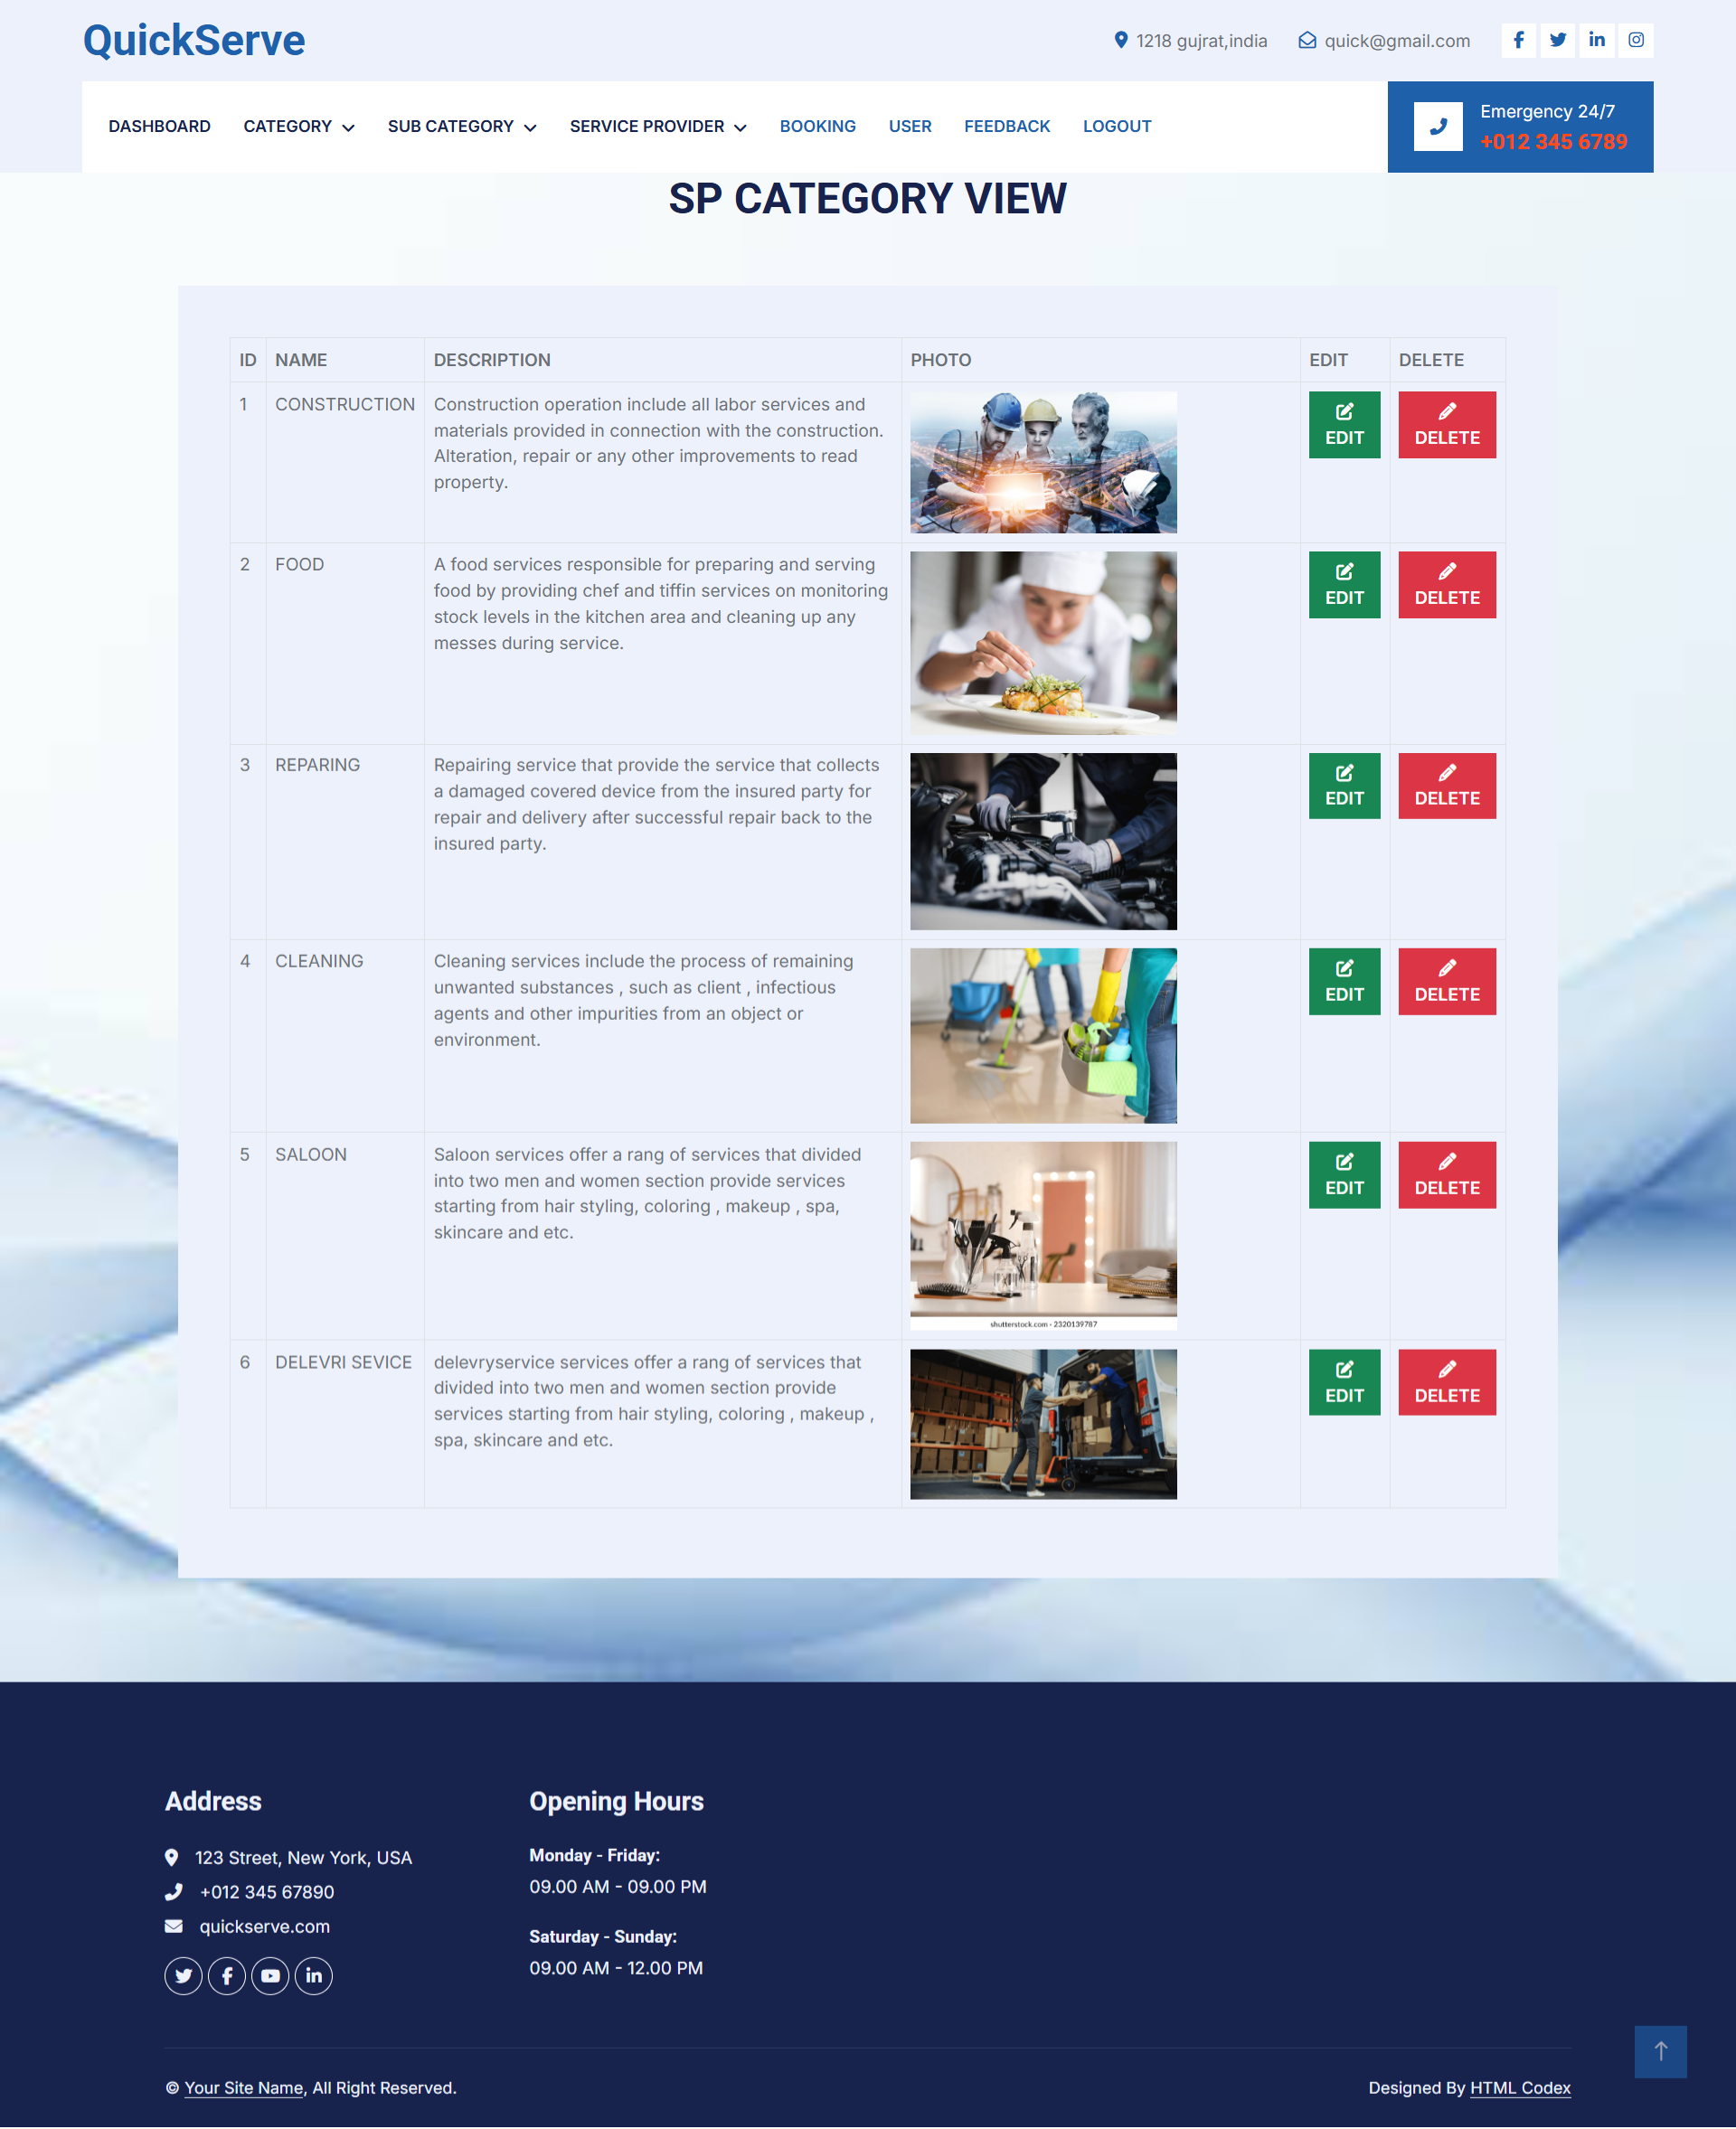 QuickServe
1218 gujrat,india
quick@gmail.com
DASHBOARD
CATEGORY
SUB CATEGORY
SERVICE PROVIDER
BOOKING
USER
FEEDBACK
LOGOUT
Emergency 24/7
+012 345 6789
SP CATEGORY VIEW
ID NAME DESCRIPTION PHOTO EDIT DELETE
1 CONSTRUCTION Construction operation include all labor services and
materials provided in connection with the construction.
Alteration, repair or any other improvements to read
property.
EDIT DELETE
2 FOOD A food services responsible for preparing and serving
food by providing chef and tiffin services on monitoring
stock levels in the kitchen area and cleaning up any
messes during service.
EDIT DELETE
3 REPARING Repairing service that provide the service that collects
a damaged covered device from the insured party for
repair and delivery after successful repair back to the
insured party.
EDIT DELETE
4 CLEANING Cleaning services include the process of remaining
unwanted substances , such as client , infectious
agents and other impurities from an object or
environment.
EDIT DELETE
5 SALOON Saloon services offer a rang of services that divided
into two men and women section provide services
starting from hair styling, coloring , makeup , spa,
skincare and etc.
shutterstock.com · 2320139787
EDIT DELETE
6 DELEVRI SEVICE delevryservice services offer a rang of services that
divided into two men and women section provide
services starting from hair styling, coloring , makeup ,
spa, skincare and etc.
EDIT DELETE
Address
123 Street, New York, USA
+012 345 67890
quickserve.com
Opening Hours
Monday - Friday:
09.00 AM - 09.00 PM
Saturday - Sunday:
09.00 AM - 12.00 PM
© Your Site Name, All Right Reserved.
Designed By HTML Codex